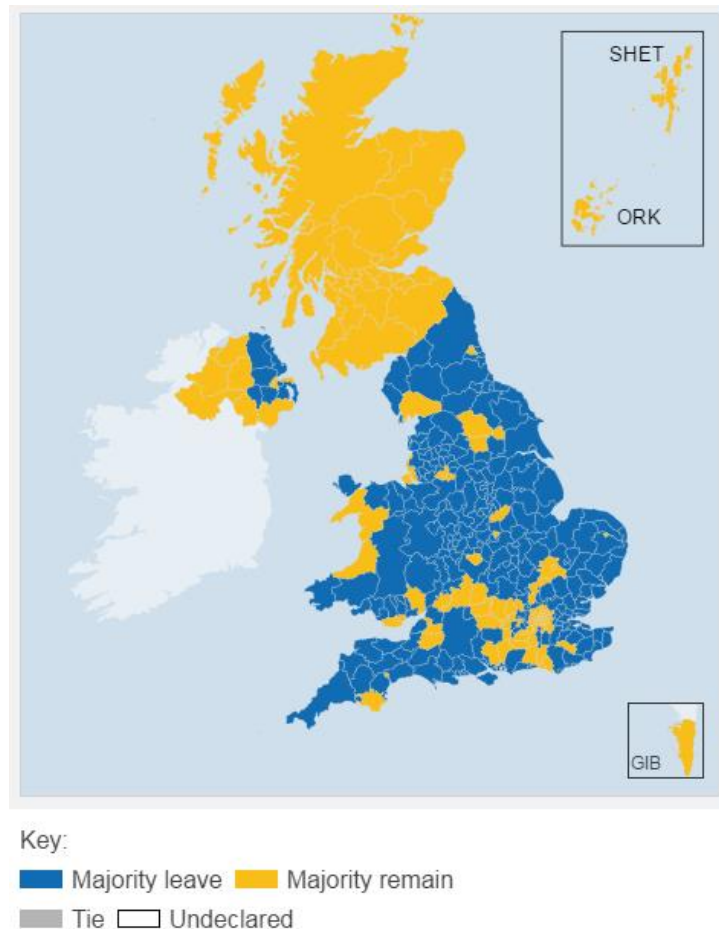 SHET
ORK
GIB
Key:
Majority leave Majority remain
Tie Undeclared